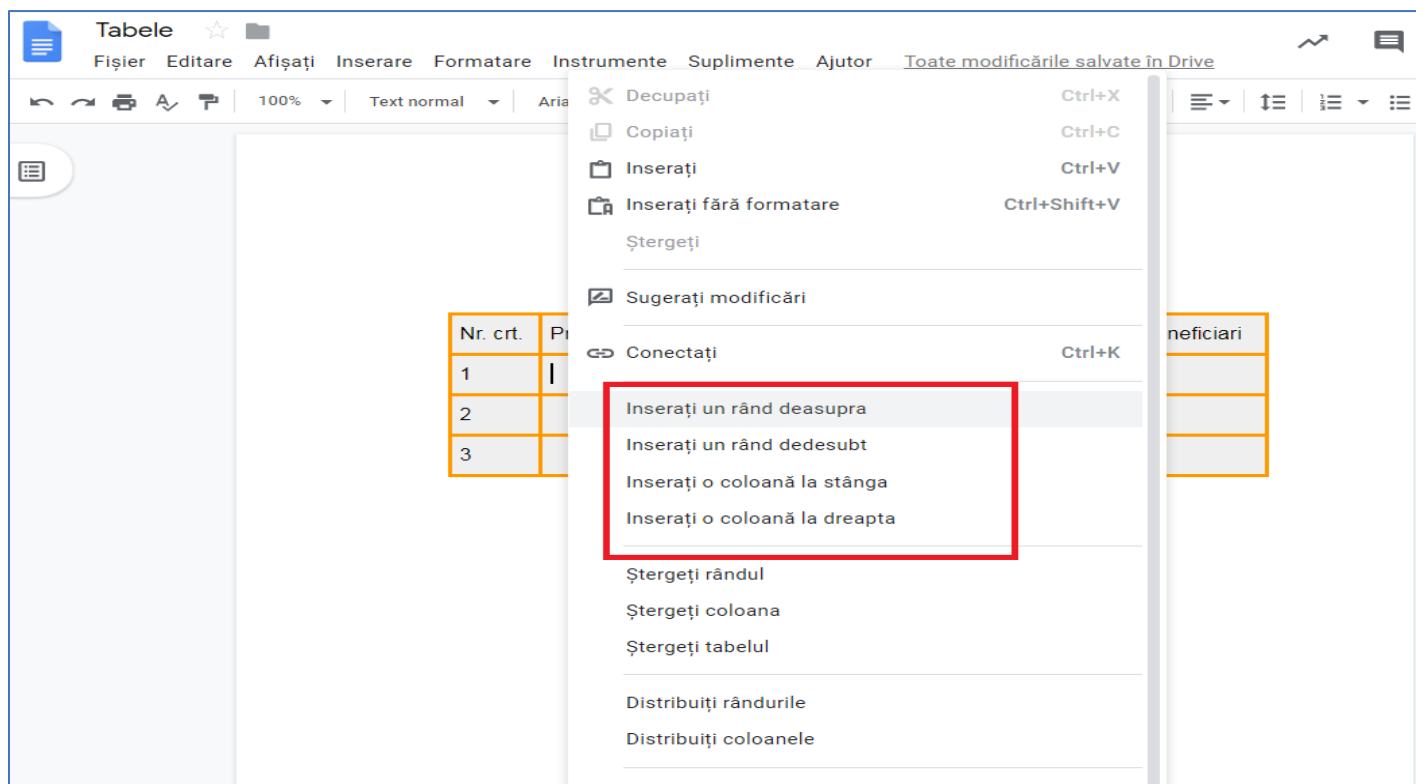 Tabele
Fișier Editare Afișați Inserare Formatare Instrumente Suplimente Ajutor Toate modificările salvate în Drive
100% Text normal
Decupați Ctrl+X
Copiați Ctrl+C
Inserați Ctrl+V
Inserați fără formatare Ctrl+Shift+V
Ștergeți
Sugerați modificări
Nr. crt.
Conectați Ctrl+K
1
Inserați un rând deasupra
2
Inserați un rând dedesubt
3
Inserați o coloană la stânga
Inserați o coloană la dreapta
Ștergeți rândul
Ștergeți coloana
Ștergeți tabelul
Distribuiți rândurile
Distribuiți coloanele